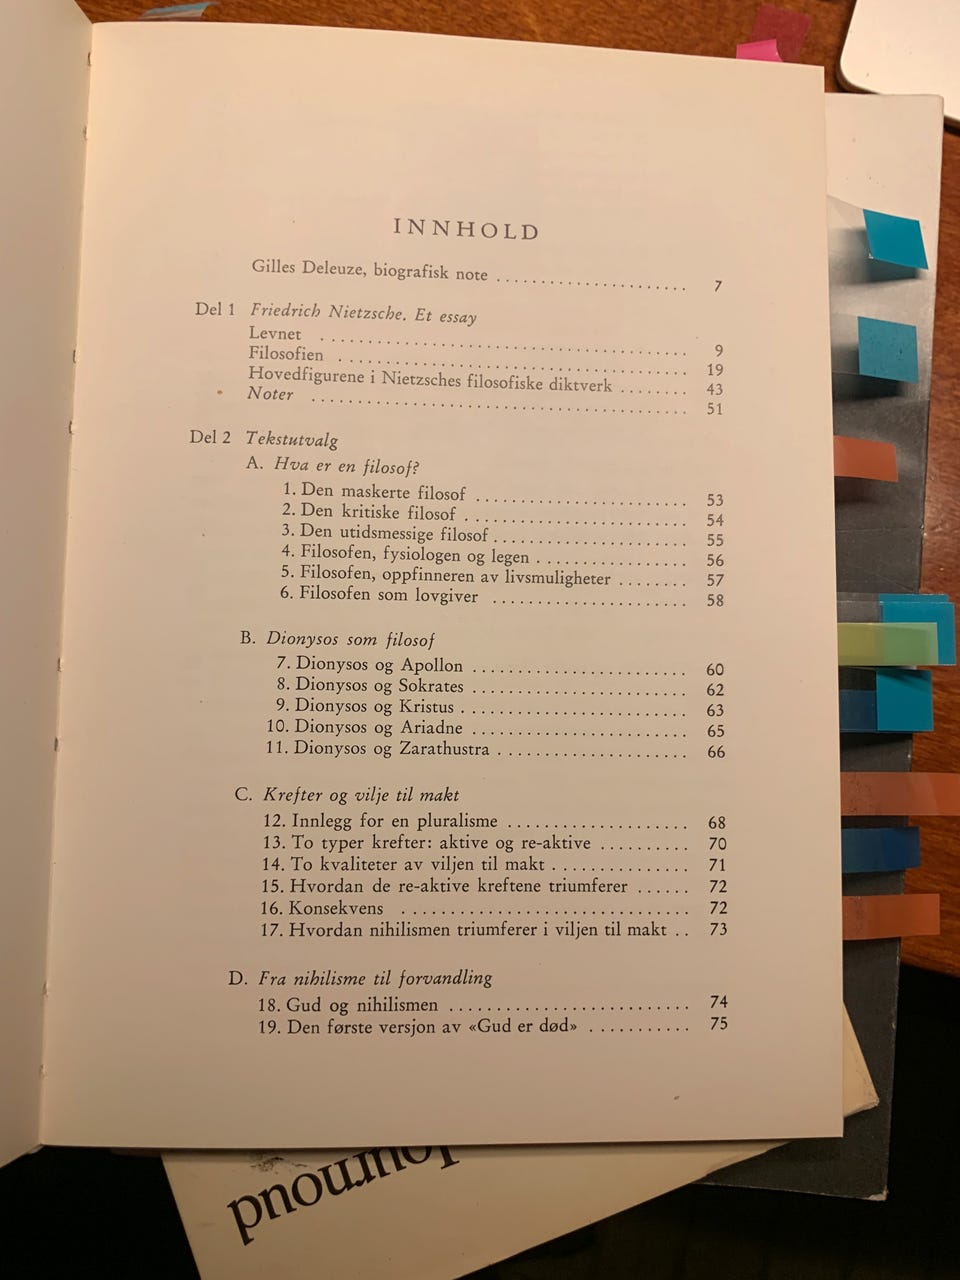 INNHOLD
Gilles Deleuze, biografisk note ....................... 7
Del 1 Friedrich Nietzsche. Et essay
Levnet ....................................... 9
Filosofien ..................................... 19
Hovedfigurene i Nietzsches filosofiske diktverk ........ 43
Noter ........................................ 51
Del 2 Tekstutvalg
A. Hva er en filosof?
1. Den maskerte filosof ....................... 53
2. Den kritiske filosof ........................ 54
3. Den utidsmessige filosof ..................... 55
4. Filosofen, fysiologen og legen ................ 56
5. Filosofen, oppfinneren av livsmuligheter ........ 57
6. Filosofen som lovgiver ...................... 58
B. Dionysos som filosof
7. Dionysos og Apollon ........................ 60
8. Dionysos og Sokrates ........................ 62
9. Dionysos og Kristus ......................... 63
10. Dionysos og Ariadne ........................ 65
11. Dionysos og Zarathustra ..................... 66
C. Krefter og vilje til makt
12. Innlegg for en pluralisme .................... 68
13. To typer krefter: aktive og re-aktive .......... 70
14. To kvaliteter av viljen til makt ............... 71
15. Hvordan de re-aktive kreftene triumferer ...... 72
16. Konsekvens ................................ 72
17. Hvordan nihilismen triumferer i viljen til makt .. 73
D. Fra nihilisme til forvandling
18. Gud og nihilismen .......................... 74
19. Den første versjon av «Gud er død» ........... 75